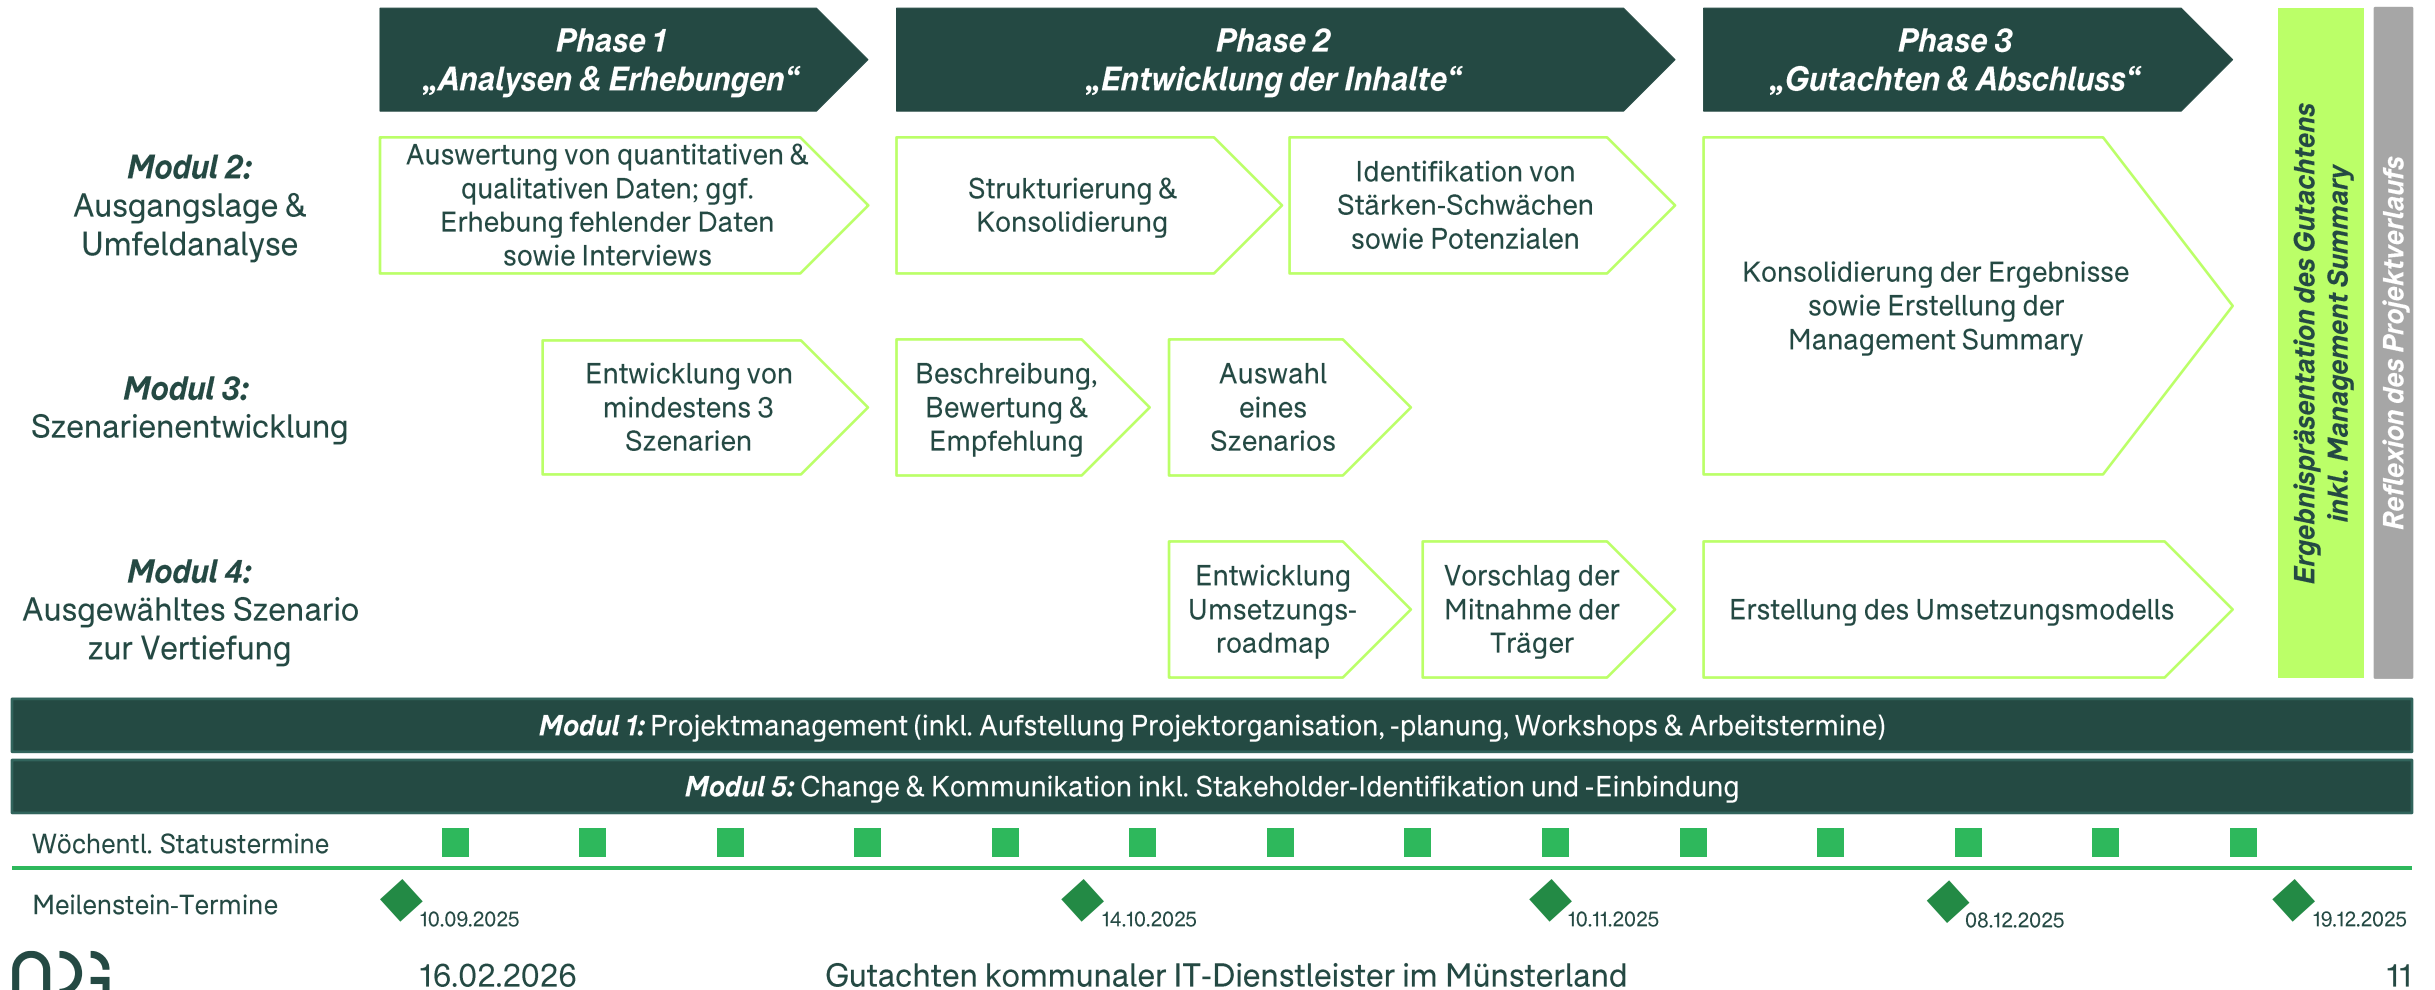 Phase 1
„Analysen & Erhebungen“
Phase 2
„Entwicklung der Inhalte“
Phase 3
„Gutachten & Abschluss“
Modul 2:
Ausgangslage &
Umfeldanalyse
Auswertung von quantitativen &
qualitativen Daten; ggf.
Erhebung fehlender Daten
sowie Interviews
Strukturierung &
Konsolidierung
Identifikation von
Stärken-Schwächen
sowie Potenzialen
Konsolidierung der Ergebnisse
sowie Erstellung der
Management Summary
Modul 3:
Szenarienentwicklung
Entwicklung von
mindestens 3
Szenarien
Beschreibung,
Bewertung &
Empfehlung
Auswahl
eines
Szenarios
Modul 4:
Ausgewähltes Szenario
zur Vertiefung
Entwicklung
Umsetzungs-
roadmap
Vorschlag der
Mitnahme der
Träger
Erstellung des Umsetzungsmodells
Ergebnispräsentation des Gutachtens
inkl. Management Summary
Reflexion des Projektverlaufs
Modul 1: Projektmanagement (inkl. Aufstellung Projektorganisation, -planung, Workshops & Arbeitstermine)
Modul 5: Change & Kommunikation inkl. Stakeholder-Identifikation und -Einbindung
Wöchentl. Statustermine
Meilenstein-Termine
10.09.2025
14.10.2025
10.11.2025
08.12.2025
19.12.2025
16.02.2026
Gutachten kommunaler IT-Dienstleister im Münsterland
11